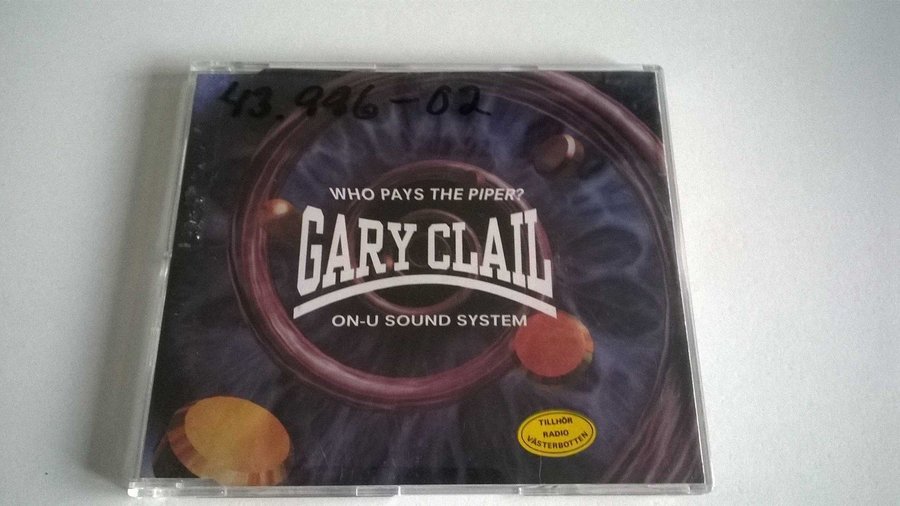 43.996-02
WHO PAYS THE PIPER?
GARY CLAIL
ON-U SOUND SYSTEM
TILLHÖR
RADIO
VÄSTERBOTTEN